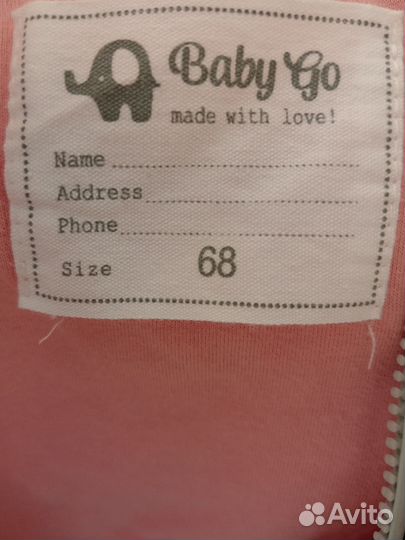 Baby Go
made with love!
Name
Address
Phone
Size 68
Avito